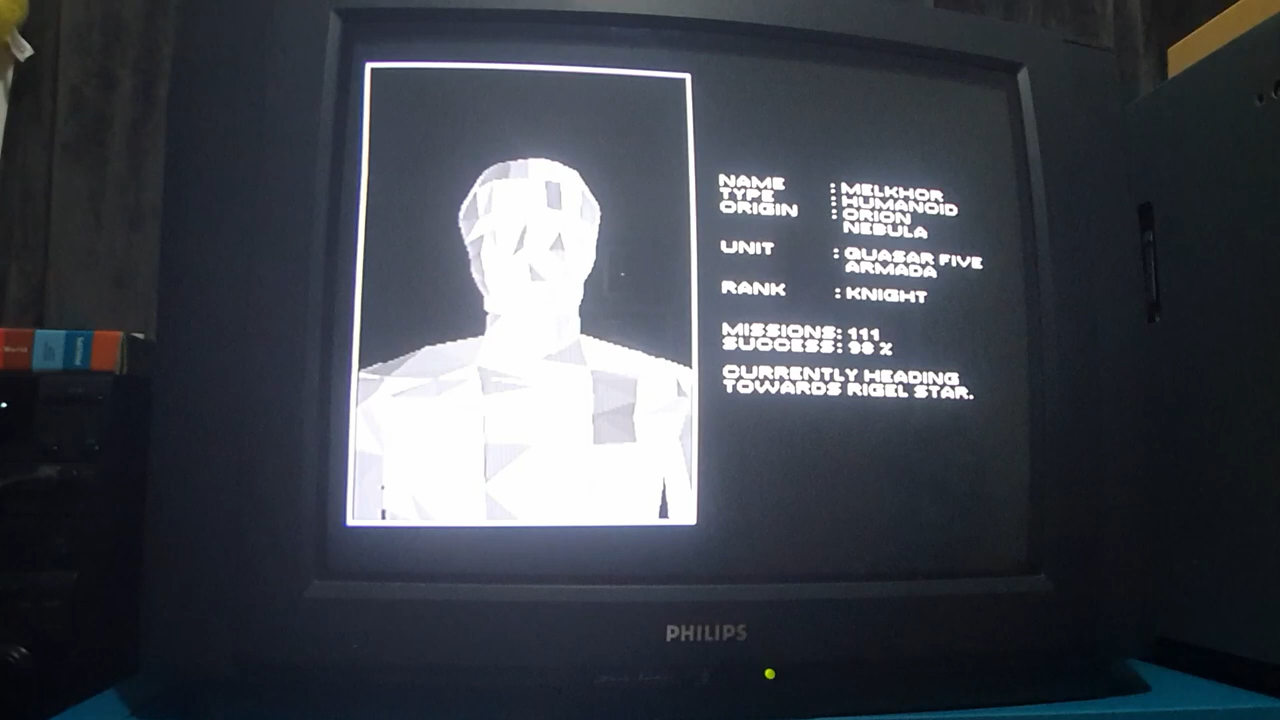 NAME : MELKHOR
TYPE : HUMANOID
ORIGIN : ORION
NEBULA
UNIT : QUASAR FIVE
ARMADA
RANK : KNIGHT
MISSIONS: 111
SUCCESS: 98 %
CURRENTLY HEADING
TOWARDS RIGEL STAR.
PHILIPS